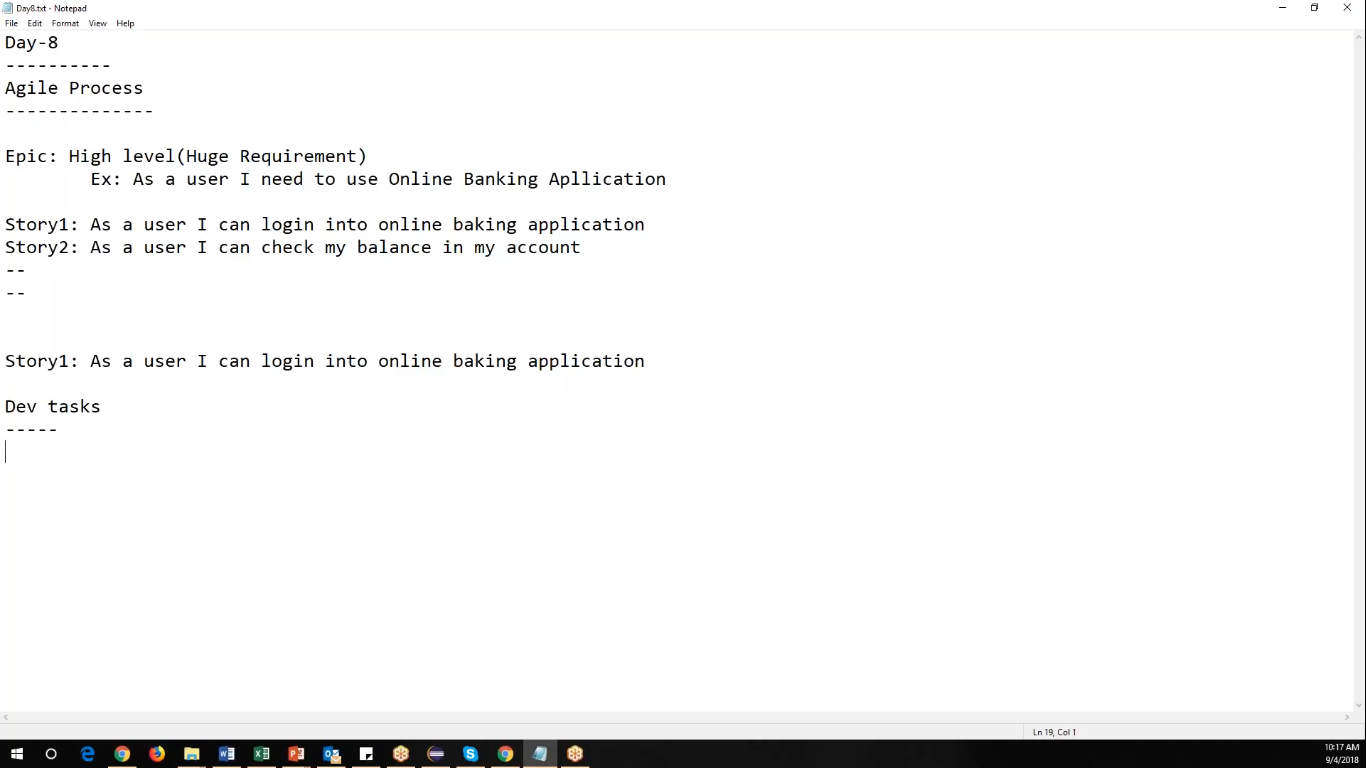 Day8.txt - Notepad
File Edit Format View Help
Day-8
----------
Agile Process
--------------
Epic: High level(Huge Requirement)
Ex: As a user I need to use Online Banking Apllication
Story1: As a user I can login into online baking application
Story2: As a user I can check my balance in my account
--
--
Story1: As a user I can login into online baking application
Dev tasks
-----
Ln 19, Col 1
10:17 AM
9/4/2018